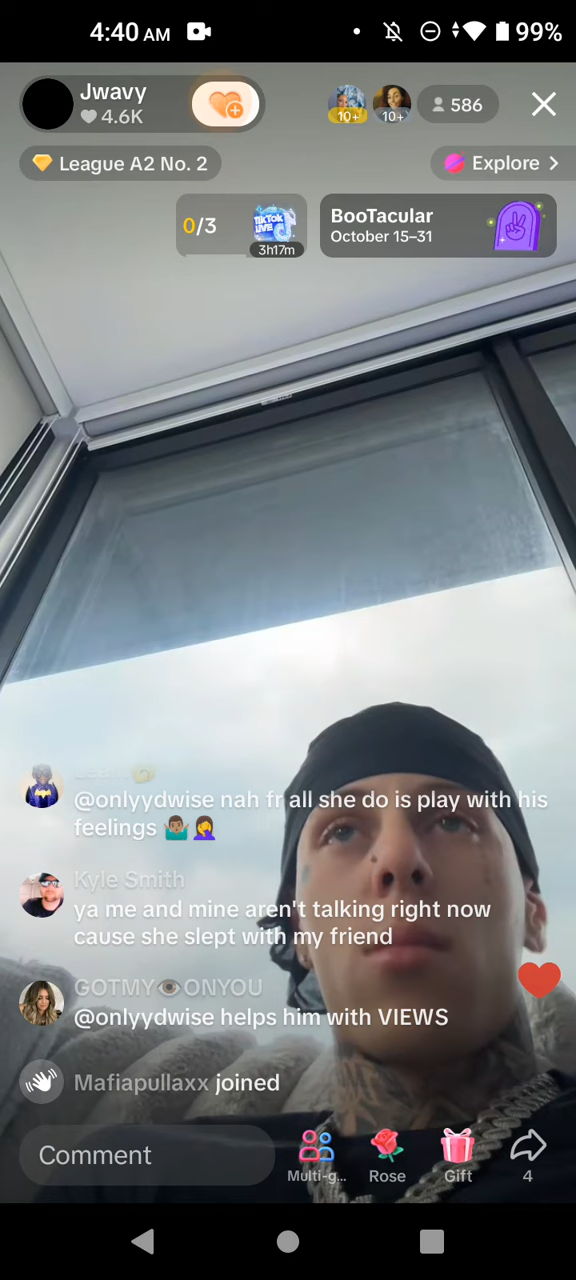 4:40 AM
99%
Jwavy
4.6K
10+
10+
586
League A2 No. 2
Explore >
0/3
TikTok LIVE
3h17m
BooTacular
October 15–31
@onlyydwise nah fr all she do is play with his
feelings 🤷🏽‍♂️🤦‍♀️
Kyle Smith
ya me and mine aren't talking right now
cause she slept with my friend
GOTMY👁️ONYOU
@onlyydwise helps him with VIEWS
Mafiapullaxx joined
Comment
Multi-g...
Rose
Gift
4